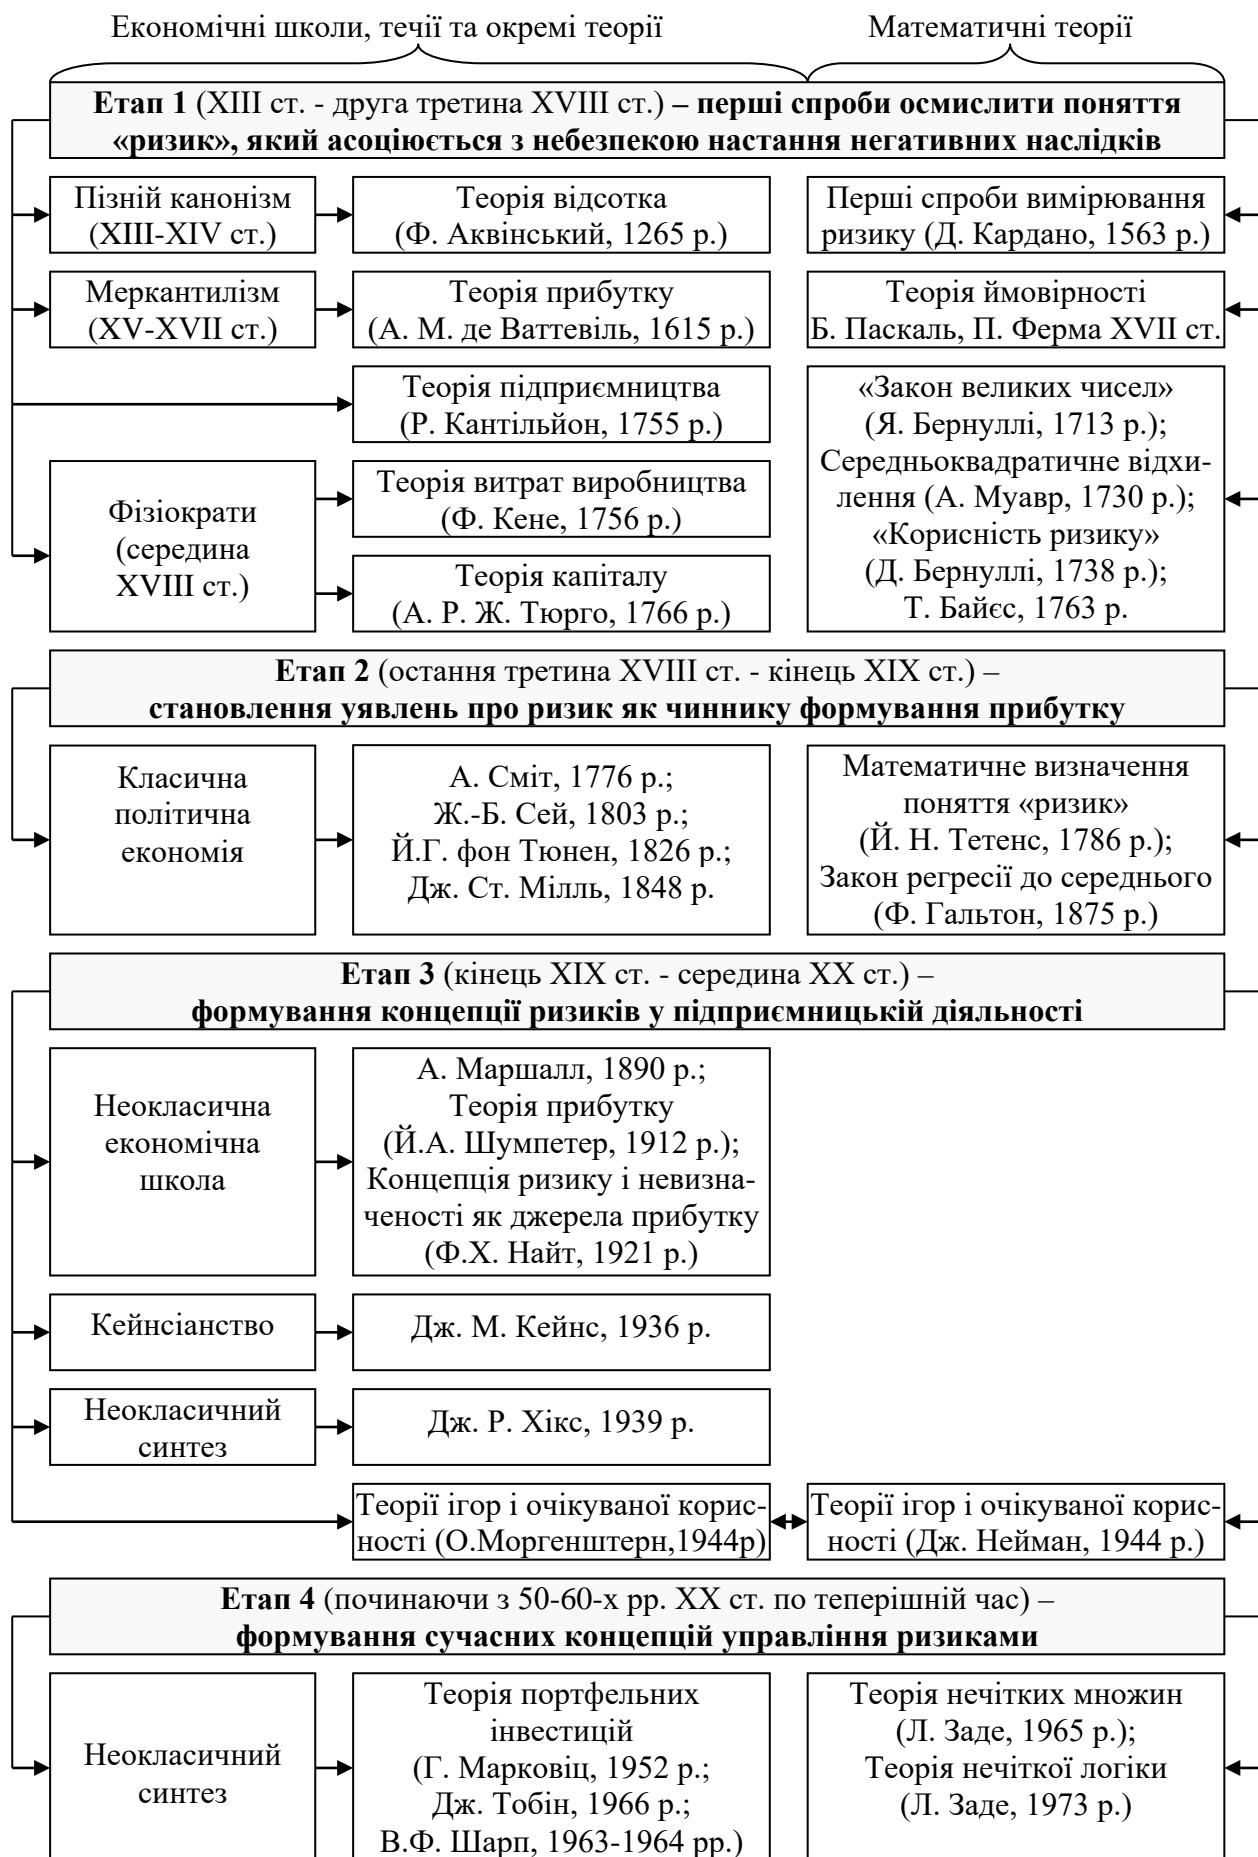 Економічні школи, течії та окремі теорії
Математичні теорії
Етап 1 (XIII ст. - друга третина XVIII ст.) – перші спроби осмислити поняття
«ризик», який асоціюється з небезпекою настання негативних наслідків
Пізній канонізм
(XIII-XIV ст.)
Теорія відсотка
(Ф. Аквінський, 1265 р.)
Перші спроби вимірювання
ризику (Д. Кардано, 1563 р.)
Меркантилізм
(XV-XVII ст.)
Теорія прибутку
(А. М. де Ваттевіль, 1615 р.)
Теорія ймовірності
Б. Паскаль, П. Ферма XVII ст.
Теорія підприємництва
(Р. Кантільйон, 1755 р.)
Фізіократи
(середина
XVIII ст.)
Теорія витрат виробництва
(Ф. Кене, 1756 р.)
Теорія капіталу
(А. Р. Ж. Тюрго, 1766 р.)
«Закон великих чисел»
(Я. Бернуллі, 1713 р.);
Середньоквадратичне відхи-
лення (А. Муавр, 1730 р.);
«Корисність ризику»
(Д. Бернуллі, 1738 р.);
Т. Байєс, 1763 р.
Етап 2 (остання третина XVIII ст. - кінець XIX ст.) –
становлення уявлень про ризик як чиннику формування прибутку
Класична
політична
економія
А. Сміт, 1776 р.;
Ж.-Б. Сей, 1803 р.;
Й.Г. фон Тюнен, 1826 р.;
Дж. Ст. Мілль, 1848 р.
Математичне визначення
поняття «ризик»
(Й. Н. Тетенс, 1786 р.);
Закон регресії до середнього
(Ф. Гальтон, 1875 р.)
Етап 3 (кінець XIX ст. - середина XX ст.) –
формування концепції ризиків у підприємницькій діяльності
Неокласична
економічна
школа
А. Маршалл, 1890 р.;
Теорія прибутку
(Й.А. Шумпетер, 1912 р.);
Концепція ризику і невизна-
ченості як джерела прибутку
(Ф.Х. Найт, 1921 р.)
Кейнсіанство
Дж. М. Кейнс, 1936 р.
Неокласичний
синтез
Дж. Р. Хікс, 1939 р.
Теорії ігор і очікуваної корис-
ності (О.Моргенштерн,1944р)
Теорії ігор і очікуваної корис-
ності (Дж. Нейман, 1944 р.)
Етап 4 (починаючи з 50-60-х рр. XX ст. по теперішній час) –
формування сучасних концепцій управління ризиками
Неокласичний
синтез
Теорія портфельних
інвестицій
(Г. Марковіц, 1952 р.;
Дж. Тобін, 1966 р.;
В.Ф. Шарп, 1963-1964 рр.)
Теорія нечітких множин
(Л. Заде, 1965 р.);
Теорія нечіткої логіки
(Л. Заде, 1973 р.)